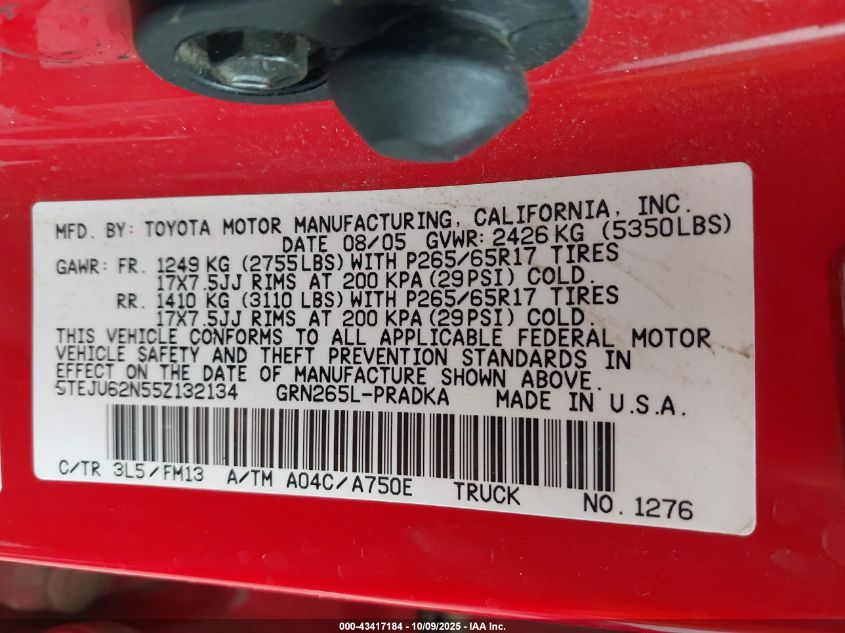 MFD. BY: TOYOTA MOTOR MANUFACTURING, CALIFORNIA, INC.
DATE 08/05 GVWR: 2426 KG (5350LBS)
GAWR: FR. 1249 KG (2755LBS) WITH P265/65R17 TIRES
17X7.5JJ RIMS AT 200 KPA (29PSI) COLD.
RR. 1410 KG (3110 LBS) WITH P265/65R17 TIRES
17X7.5JJ RIMS AT 200 KPA (29PSI) COLD.
THIS VEHICLE CONFORMS TO ALL APPLICABLE FEDERAL MOTOR
VEHICLE SAFETY AND THEFT PREVENTION STANDARDS IN
EFFECT ON THE DATE OF MANUFACTURE SHOWN ABOVE.
5TEJU62N55Z132134 GRN265L-PRADKA MADE IN U.S.A.
C/TR 3L5/FM13 A/TM A04C/A750E TRUCK NO. 1276
000-43417184 - 10/09/2025 - IAA Inc.